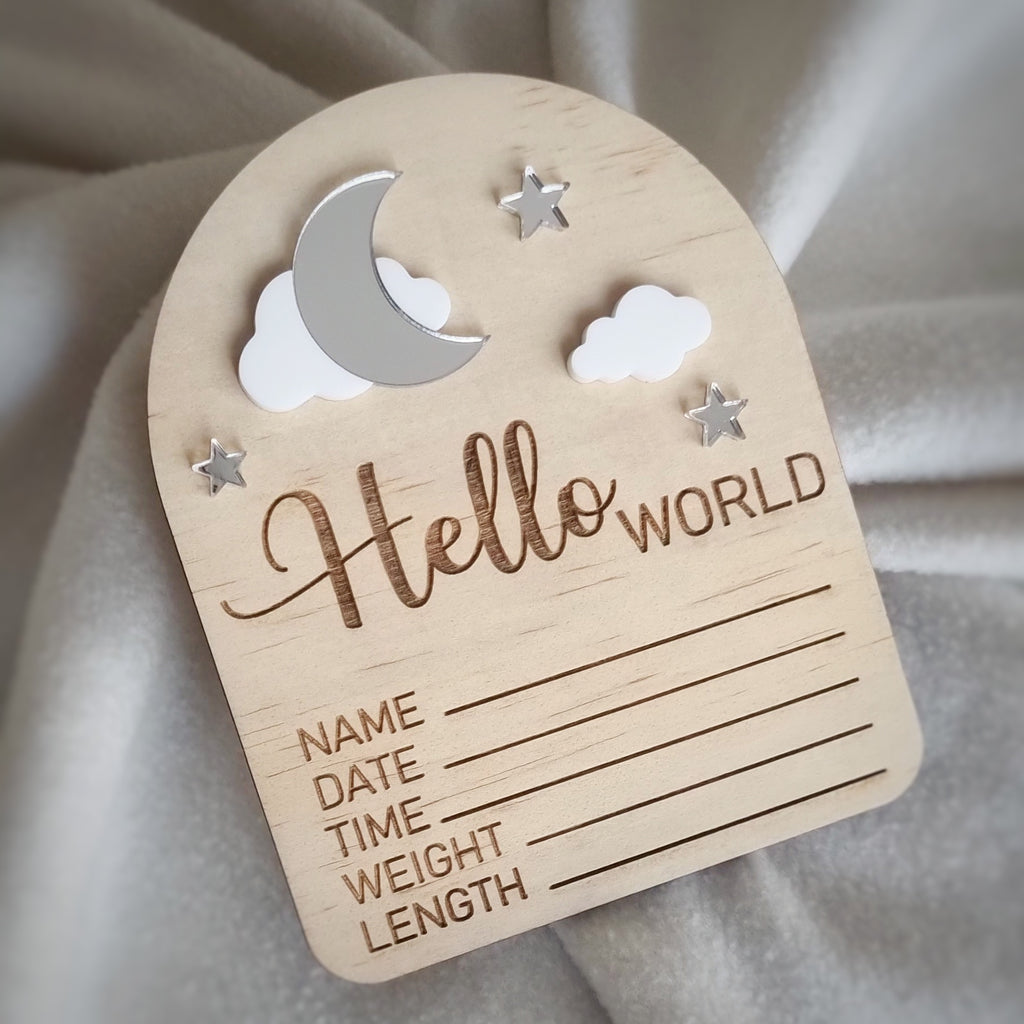 Hello WORLD
NAME
DATE
TIME
WEIGHT
LENGTH